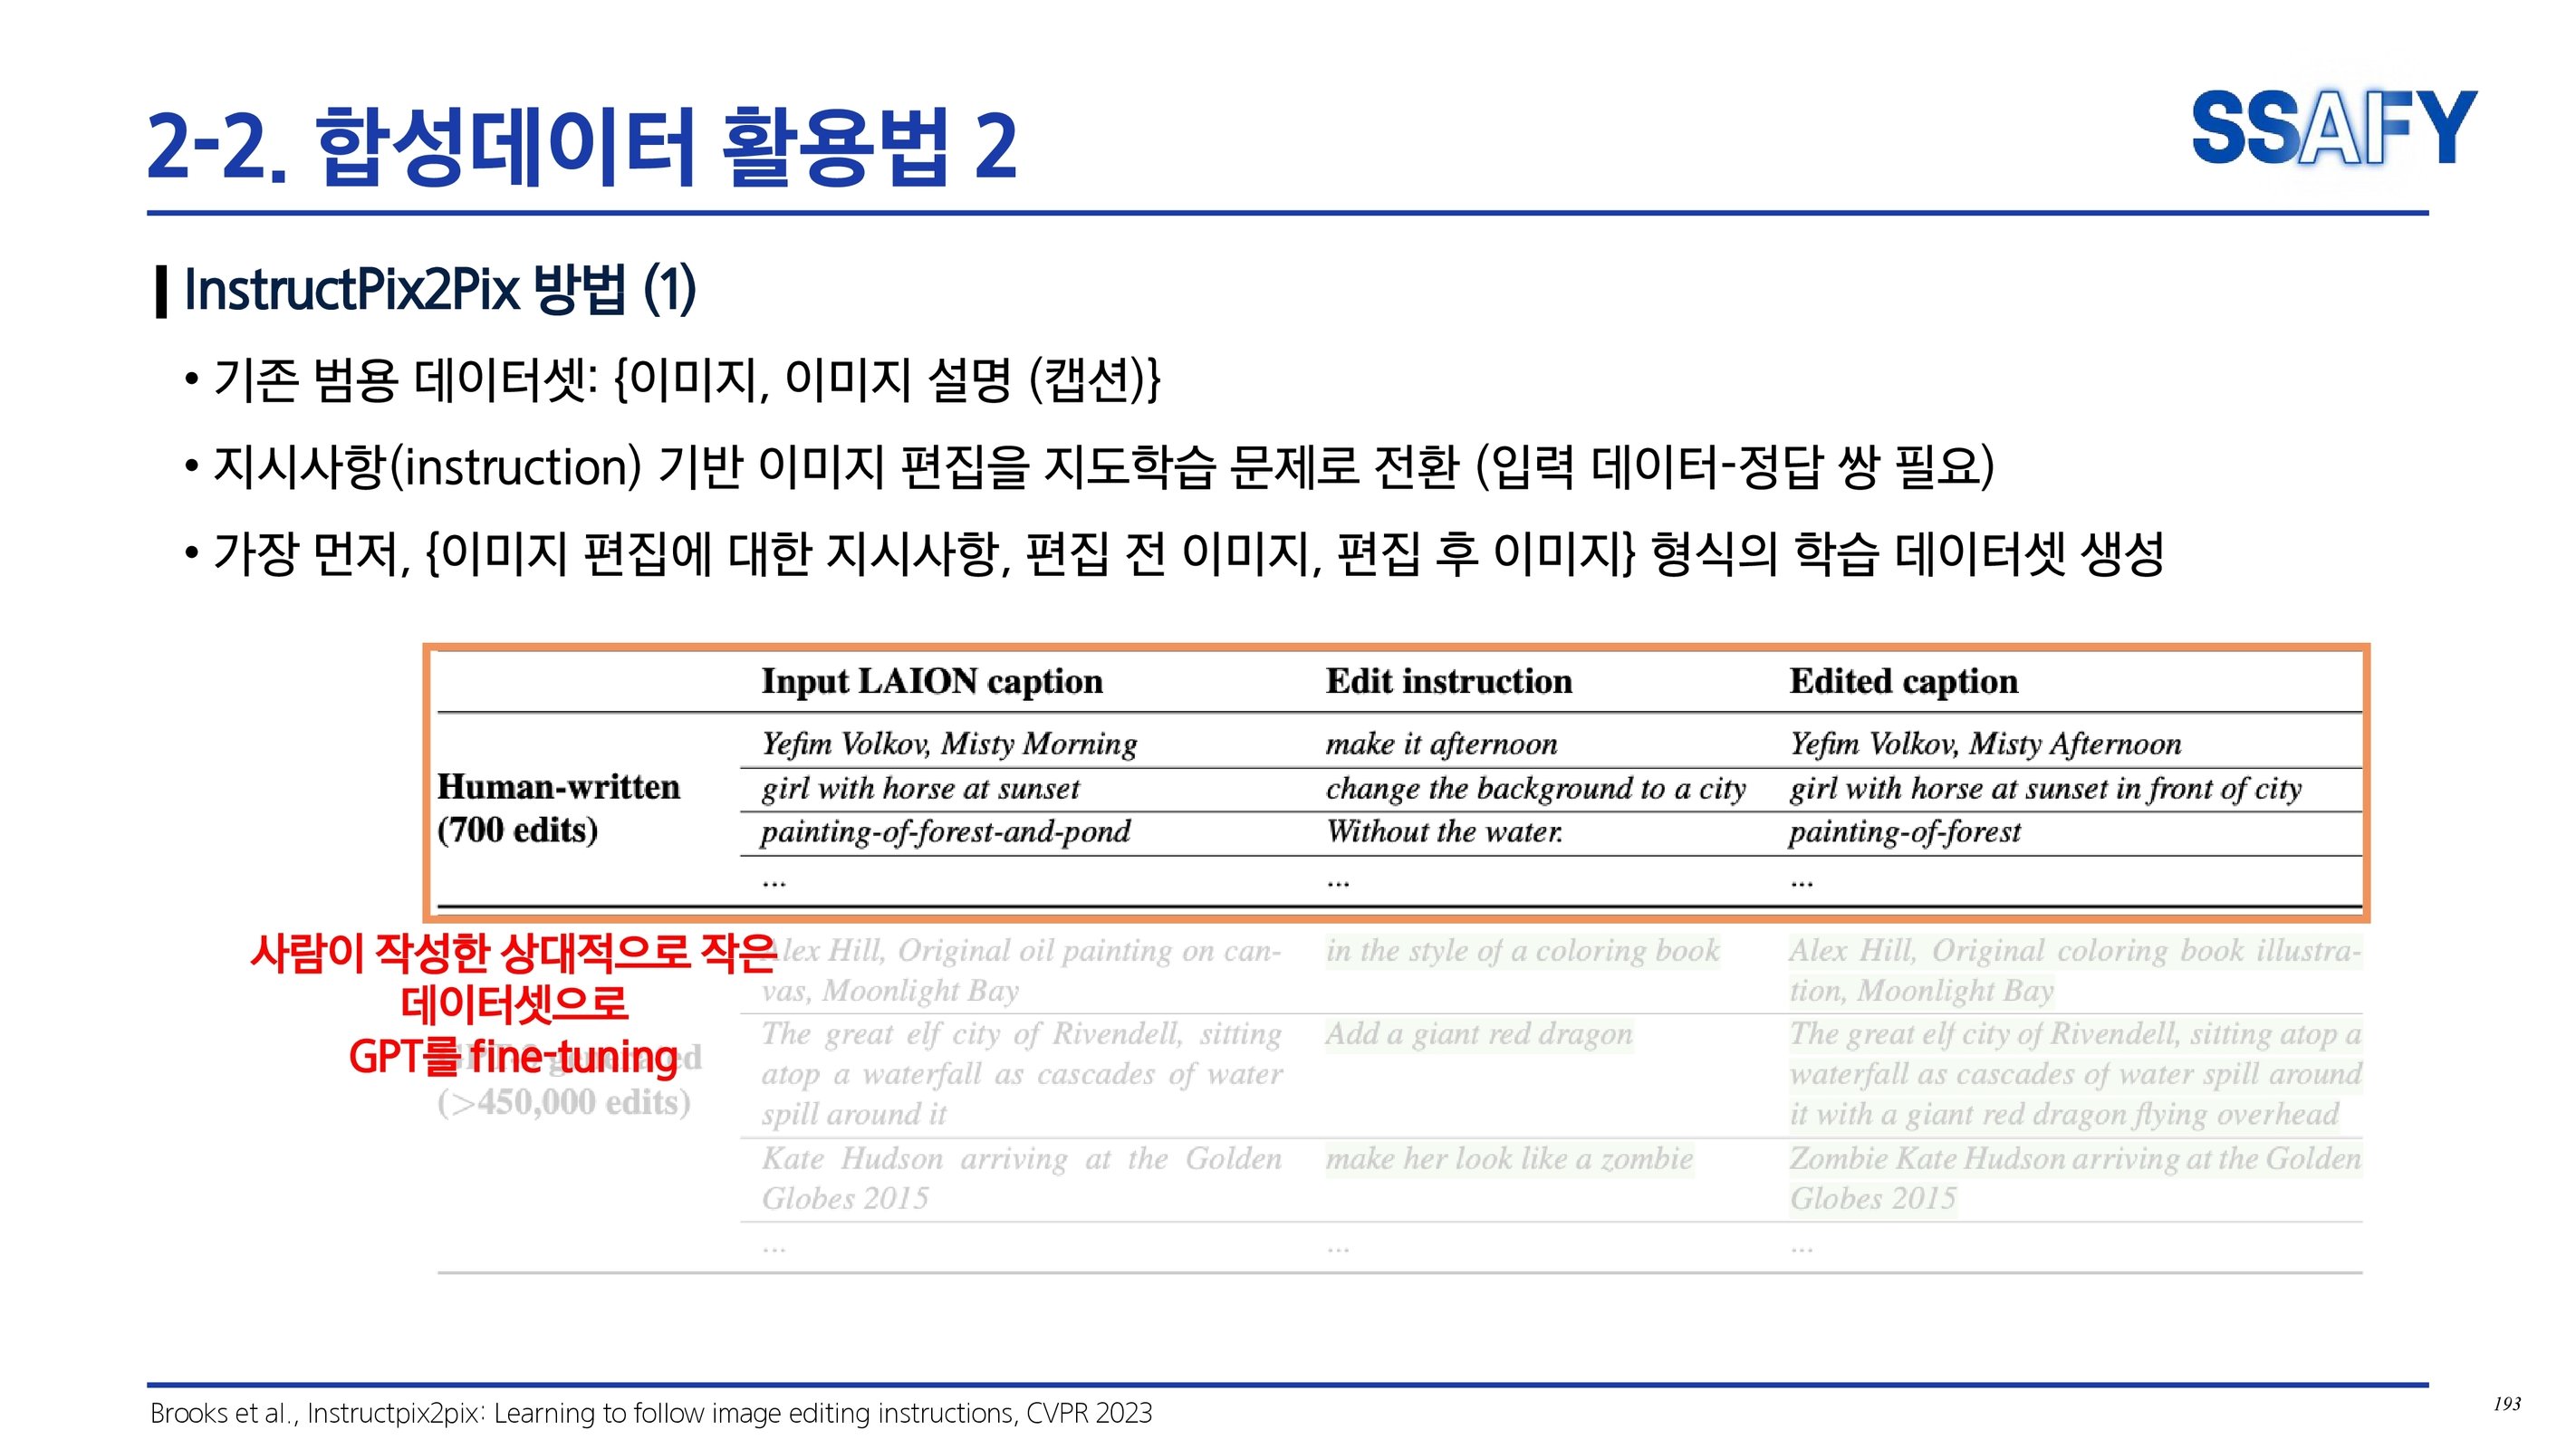 2-2. 합성데이터 활용법 2
SSAFY
InstructPix2Pix 방법 (1)
• 기존 범용 데이터셋: {이미지, 이미지 설명 (캡션)}
• 지시사항(instruction) 기반 이미지 편집을 지도학습 문제로 전환 (입력 데이터-정답 쌍 필요)
• 가장 먼저, {이미지 편집에 대한 지시사항, 편집 전 이미지, 편집 후 이미지} 형식의 학습 데이터셋 생성
Input LAION caption Edit instruction Edited caption
Yefim Volkov, Misty Morning make it afternoon Yefim Volkov, Misty Afternoon
Human-written
(700 edits)
girl with horse at sunset change the background to a city girl with horse at sunset in front of city
painting-of-forest-and-pond Without the water. painting-of-forest
... ... ...
사람이 작성한 상대적으로 작은
데이터셋으로
GPT를 fine-tuning
(>450,000 edits)
Alex Hill, Original oil painting on can-
vas, Moonlight Bay
in the style of a coloring book
Alex Hill, Original coloring book illustra-
tion, Moonlight Bay
The great elf city of Rivendell, sitting
atop a waterfall as cascades of water
spill around it
Add a giant red dragon
The great elf city of Rivendell, sitting atop a
waterfall as cascades of water spill around
it with a giant red dragon flying overhead
Kate Hudson arriving at the Golden
Globes 2015
make her look like a zombie
Zombie Kate Hudson arriving at the Golden
Globes 2015
... ... ...
Brooks et al., Instructpix2pix: Learning to follow image editing instructions, CVPR 2023
193